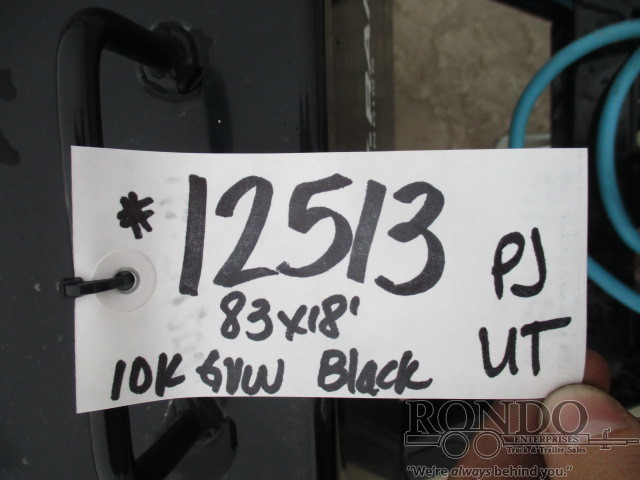 *12513
PJ
83x18'
UT
10K GVW Black
RONDO
ENTERPRISES
Truck & Trailer Sales
"We're always behind you."